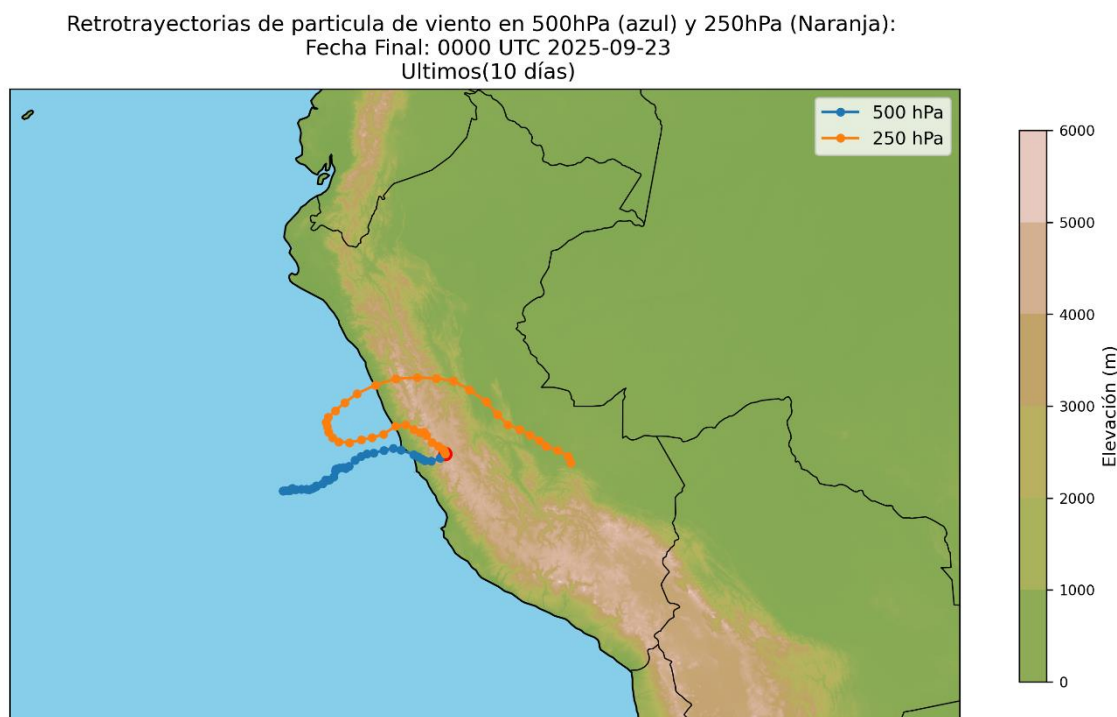 Retrotrayectorias de particula de viento en 500hPa (azul) y 250hPa (Naranja):
Fecha Final: 0000 UTC 2025-09-23
Ultimos(10 días)
500 hPa
250 hPa
6000
5000
4000
3000
2000
1000
0
Elevación (m)